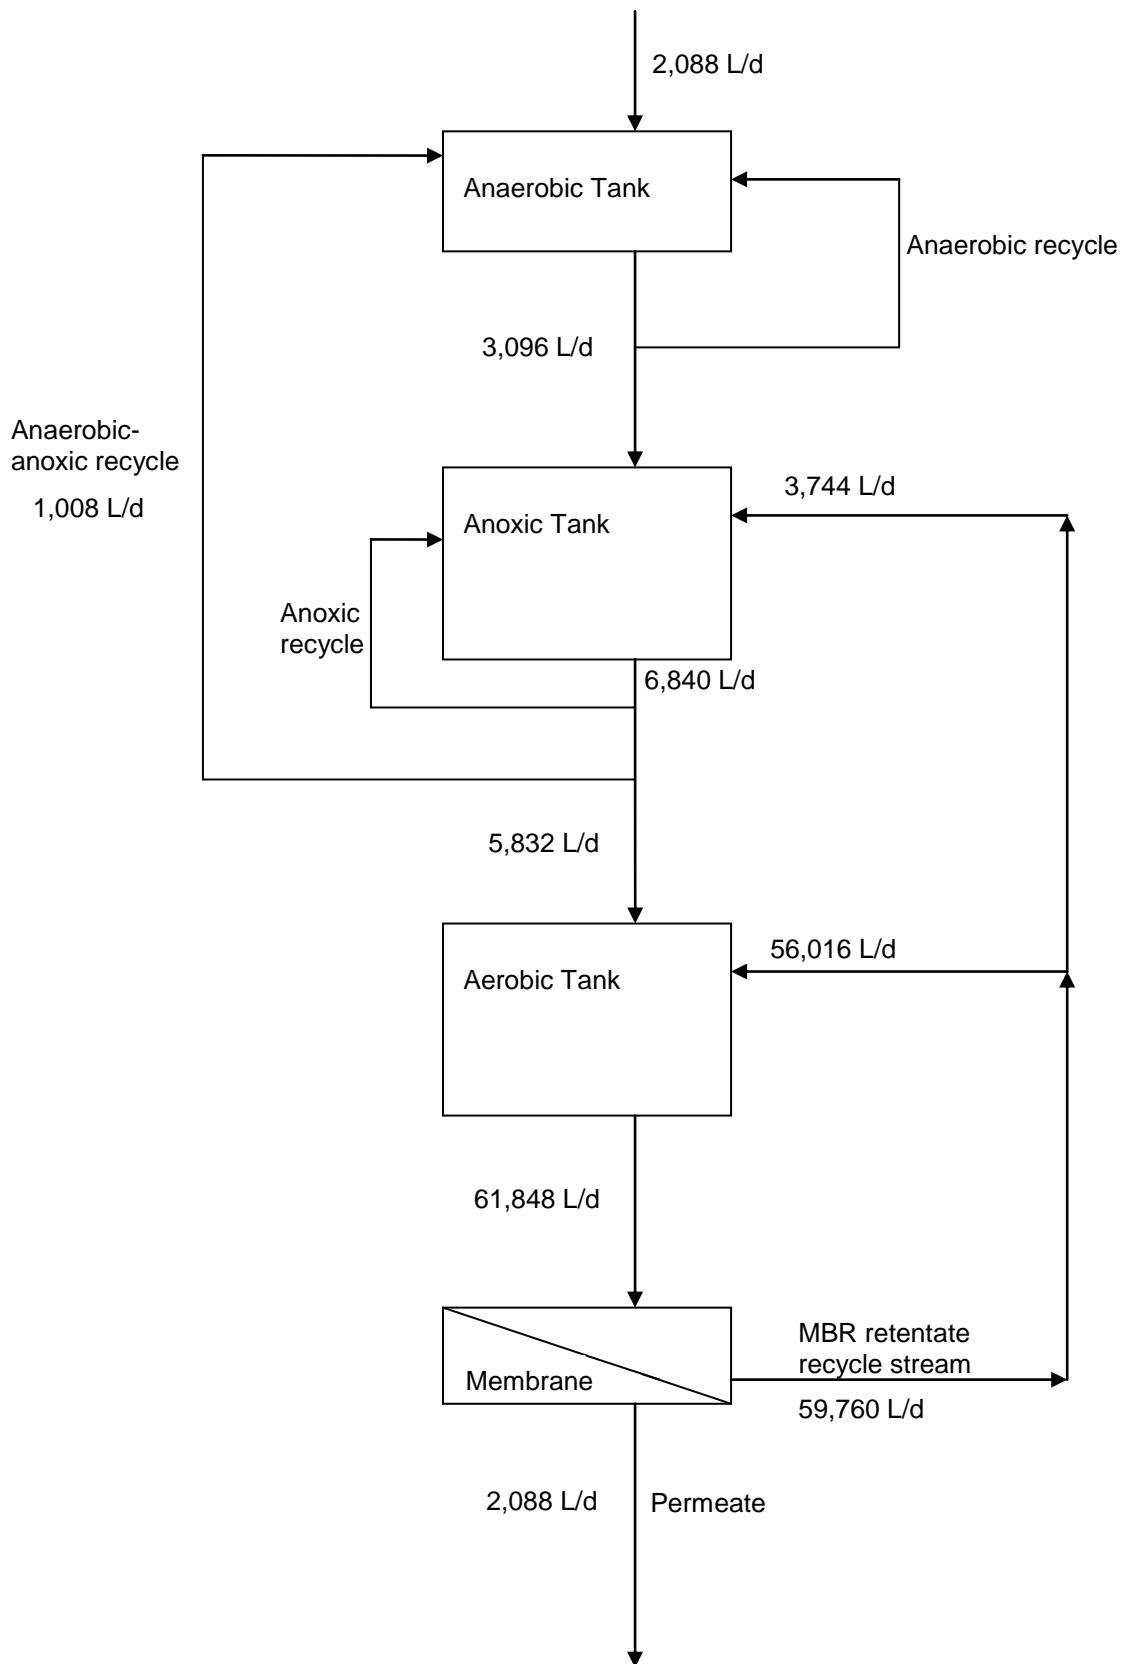 2,088 L/d
Anaerobic Tank
Anaerobic recycle
3,096 L/d
Anaerobic-
anoxic recycle
1,008 L/d
3,744 L/d
Anoxic Tank
Anoxic
recycle
6,840 L/d
5,832 L/d
56,016 L/d
Aerobic Tank
61,848 L/d
MBR retentate
recycle stream
Membrane
59,760 L/d
2,088 L/d
Permeate